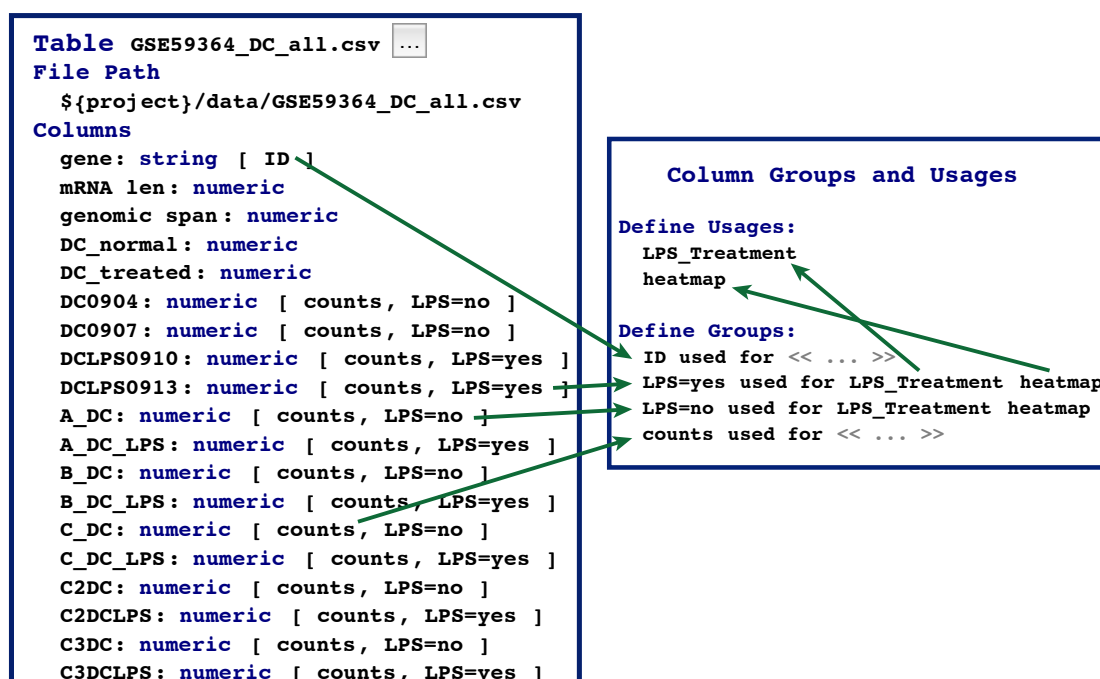 Table GSE59364_DC_all.csv ...
File Path
${project}/data/GSE59364_DC_all.csv
Columns
gene: string [ ID ]
mRNA len: numeric
genomic span: numeric
DC_normal: numeric
DC_treated: numeric
DC0904: numeric [ counts, LPS=no ]
DC0907: numeric [ counts, LPS=no ]
DCLPS0910: numeric [ counts, LPS=yes ]
DCLPS0913: numeric [ counts, LPS=yes ]
A_DC: numeric [ counts, LPS=no ]
A_DC_LPS: numeric [ counts, LPS=yes ]
B_DC: numeric [ counts, LPS=no ]
B_DC_LPS: numeric [ counts, LPS=yes ]
C_DC: numeric [ counts, LPS=no ]
C_DC_LPS: numeric [ counts, LPS=yes ]
C2DC: numeric [ counts, LPS=no ]
C2DCLPS: numeric [ counts, LPS=yes ]
C3DC: numeric [ counts, LPS=no ]
C3DCLPS: numeric [ counts, LPS=yes ]
Column Groups and Usages
Define Usages:
LPS_Treatment
heatmap
Define Groups:
ID used for << ... >>
LPS=yes used for LPS_Treatment heatmap
LPS=no used for LPS_Treatment heatmap
counts used for << ... >>